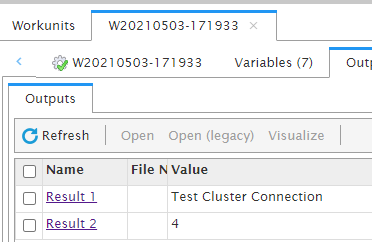 Workunits W20210503-171933 ×
< W20210503-171933 Variables (7) Out
Outputs
Refresh Open Open (legacy) Visualize
Name File N Value
Result 1 Test Cluster Connection
Result 2 4